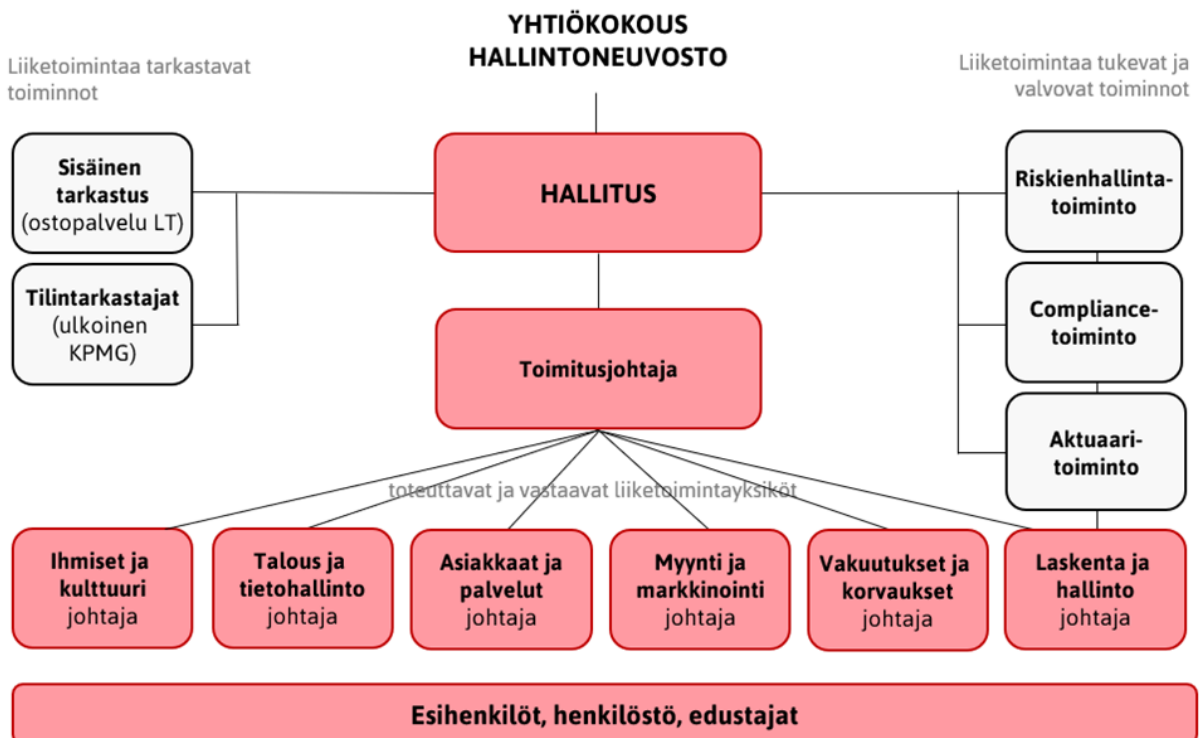 YHTIÖKOKOUS
HALLINTONEUVOSTO
Liiketoimintaa tarkastavat
toiminnot
Liiketoimintaa tukevat ja
valvovat toiminnot
Sisäinen
tarkastus
(ostopalvelu LT)
HALLITUS
Riskienhallinta-
toiminto
Tilintarkastajat
(ulkoinen
KPMG)
Compliance-
toiminto
Toimitusjohtaja
Aktuaari-
toiminto
toteuttavat ja vastaavat liiketoimintayksiköt
Ihmiset ja
kulttuuri
johtaja
Talous ja
tietohallinto
johtaja
Asiakkaat ja
palvelut
johtaja
Myynti ja
markkinointi
johtaja
Vakuutukset ja
korvaukset
johtaja
Laskenta ja
hallinto
johtaja
Esihenkilöt, henkilöstö, edustajat